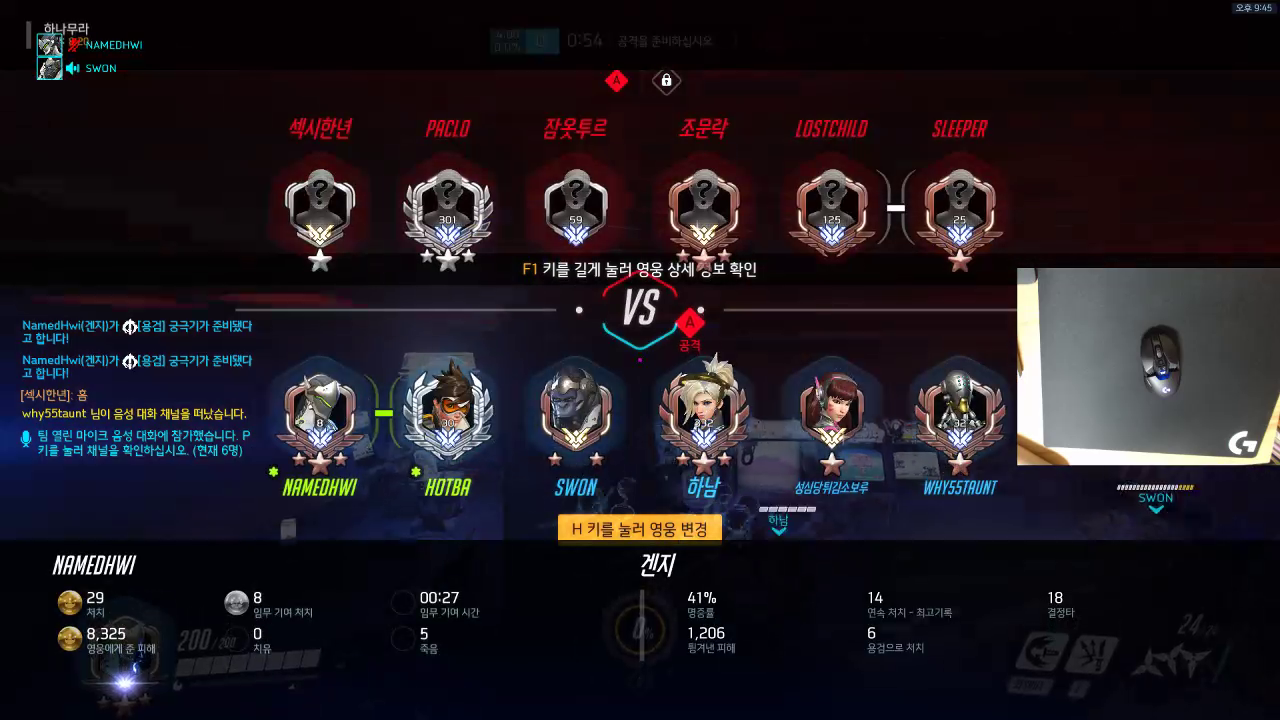 오후 9:45
하나무라
NAMEDHWI
SWON
0:54 공격을 준비하십시오
A
섹시한년 PACLO 잠옷투르 조문락 LOSTCHILD SLEEPER
301 59 125 25
F1 키를 길게 눌러 영웅 상세 정보 확인
VS
A
공격
NamedHwi(겐지)가 [용검] 궁극기가 준비됐다
고 합니다!
NamedHwi(겐지)가 [용검] 궁극기가 준비됐다
고 합니다!
[섹시한년]: 홈
why55taunt 님이 음성 대화 채널을 떠났습니다.
팀 열린 마이크 음성 대화에 참가했습니다. P
키를 눌러 채널을 확인하십시오. (현재 6명)
8 30 332 32
NAMEDHWI HOTBA SWON 하남 성심당튀김소보루 WHY55TAUNT
SWON
하남
H 키를 눌러 영웅 변경
NAMEDHWI 겐지
29 8 00:27 41% 14 18
처치 임무 기여 처치 임무 기여 시간 명중률 연속 처치 - 최고기록 결정타
8,325 0 5 1,206 6
영웅에게 준 피해 치유 죽음 튕겨낸 피해 용검으로 처치
200/200 0% 24